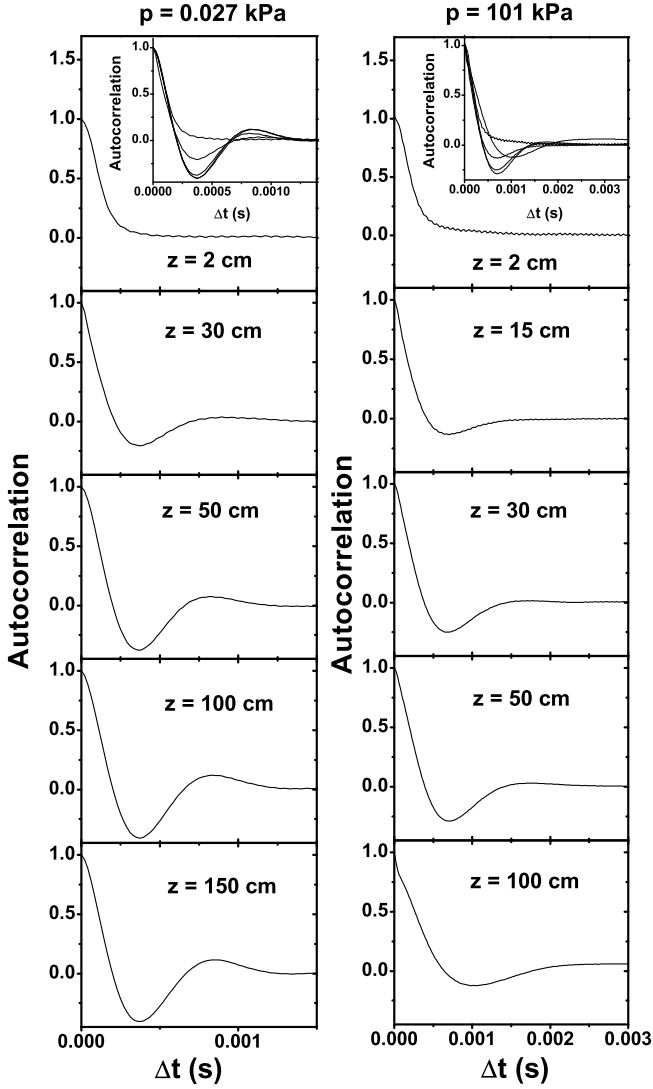 p = 0.027 kPa
p = 101 kPa
1.5
1.0
0.5
0.0
Autocorrelation
1.0
0.5
0.0
0.0000
0.0005
0.0010
Δt (s)
z = 2 cm
1.5
1.0
0.5
0.0
Autocorrelation
1.0
0.5
0.0
0.000
0.001
0.002
0.003
Δt (s)
z = 2 cm
1.0
0.5
0.0
z = 30 cm
1.0
0.5
0.0
z = 15 cm
1.0
0.5
0.0
z = 50 cm
1.0
0.5
0.0
z = 30 cm
1.0
0.5
0.0
z = 100 cm
1.0
0.5
0.0
z = 50 cm
1.0
0.5
0.0
z = 150 cm
1.0
0.5
0.0
z = 100 cm
Autocorrelation
Autocorrelation
0.000
0.001
0.000
0.001
0.002
0.003
Δt (s)
Δt (s)